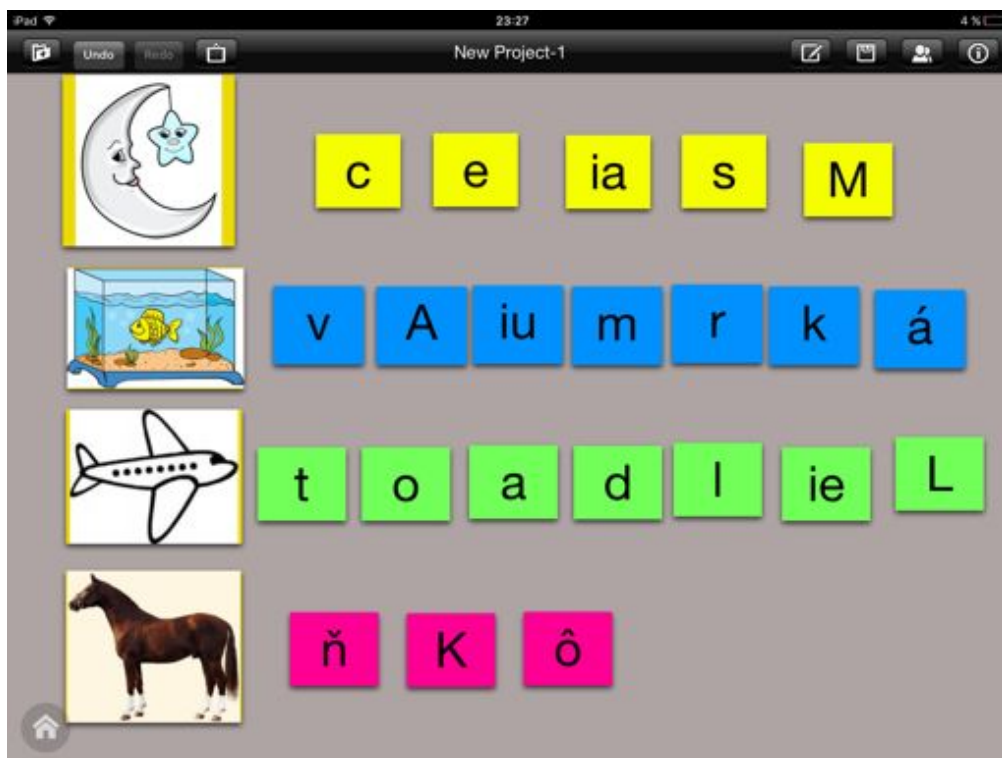 iPad 23:27 4 %
Undo Redo New Project-1
c e ia s M
v A iu m r k á
t o a d l ie L
ň K ô